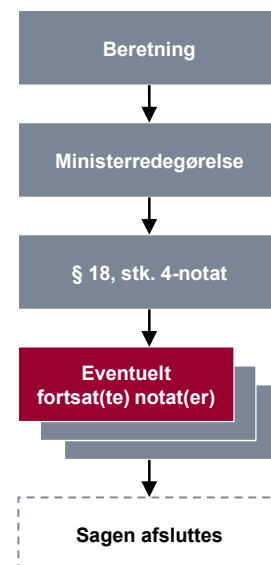 Beretning
Ministerredegørelse
§ 18, stk. 4-notat
Eventuelt
fortsat(te) notat(er)
Sagen afsluttes